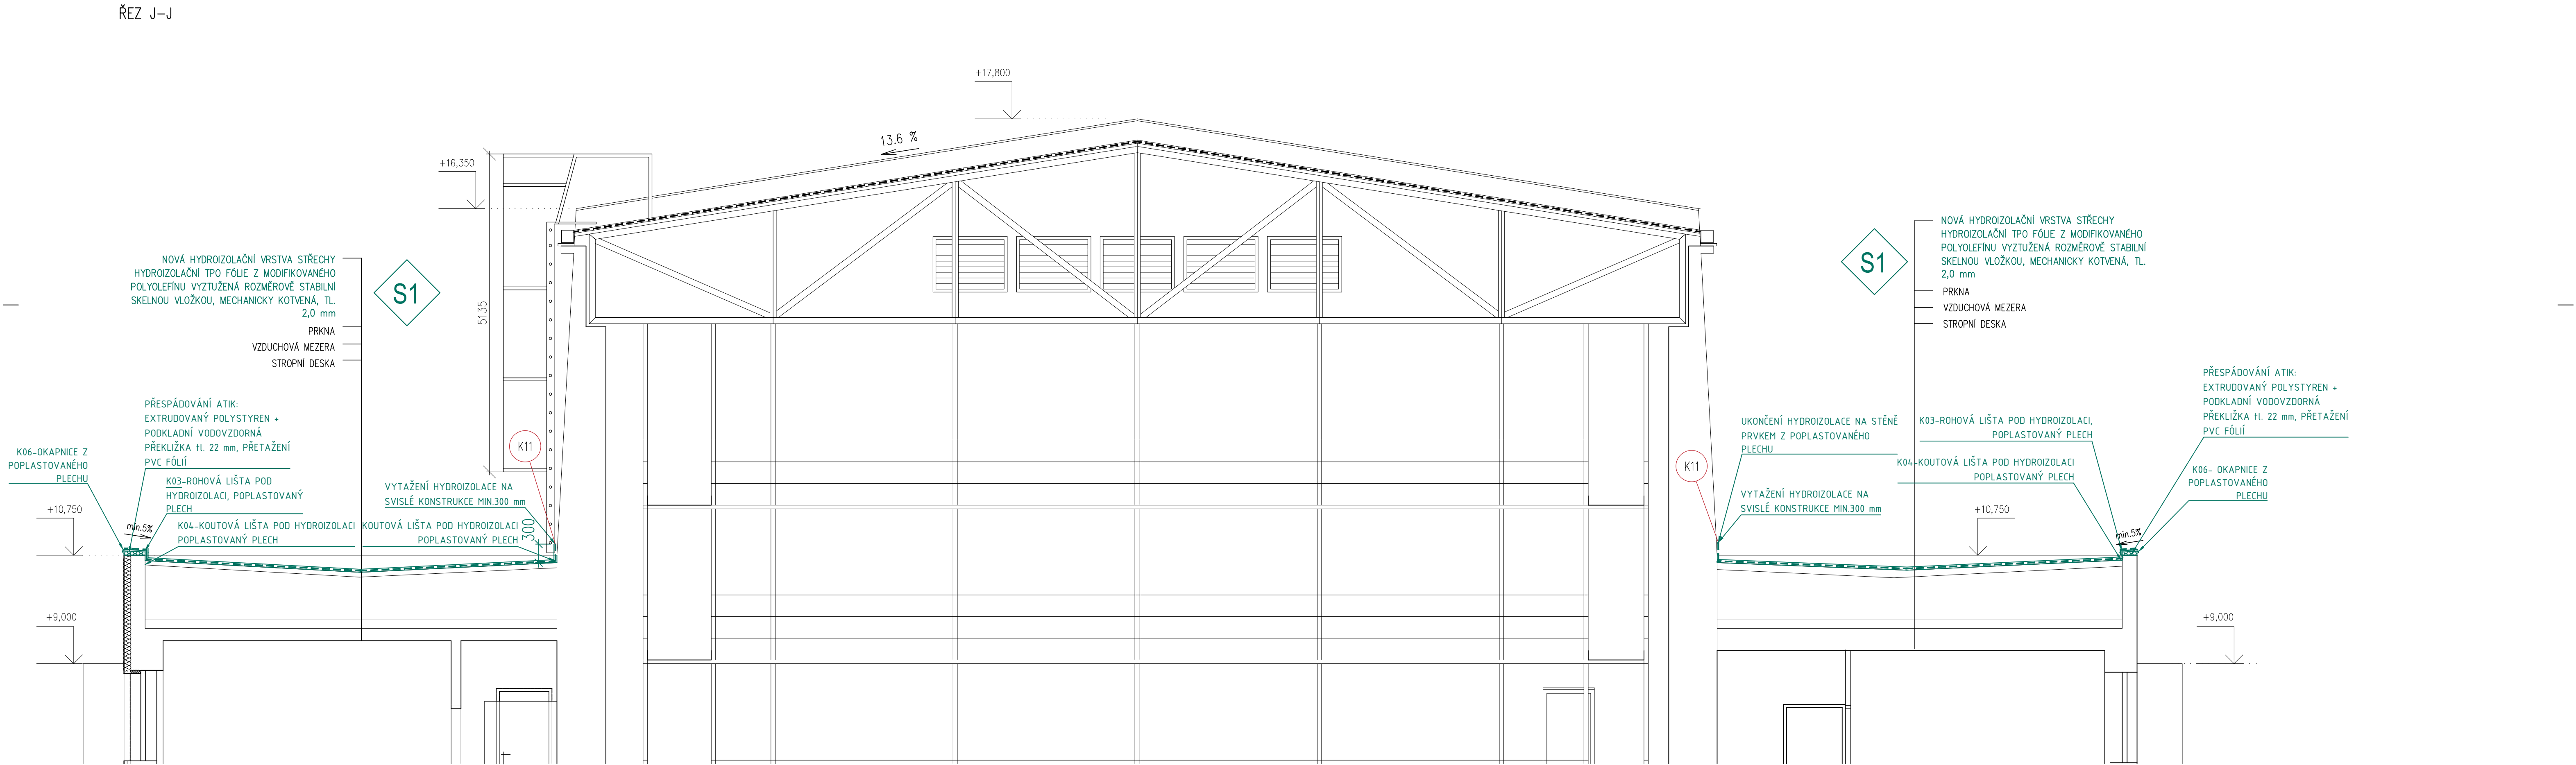 ŘEZ J-J
+17,800
13.6 %
+16,350
5135
NOVÁ HYDROIZOLAČNÍ VRSTVA STŘECHY
HYDROIZOLAČNÍ TPO FÓLIE Z MODIFIKOVANÉHO
POLYOLEFÍNU VYZTUŽENÁ ROZMĚROVĚ STABILNÍ
SKELNOU VLOŽKOU, MECHANICKY KOTVENÁ, TL.
2,0 mm
PRKNA
VZDUCHOVÁ MEZERA
STROPNÍ DESKA
S1
PŘESPÁDOVÁNÍ ATIK:
EXTRUDOVANÝ POLYSTYREN +
PODKLADNÍ VODOVZDORNÁ
PŘEKLIŽKA tl. 22 mm, PŘETAŽENÍ
PVC FÓLIÍ
K06-OKAPNICE Z
POPLASTOVANÉHO
PLECHU
K03-ROHOVÁ LIŠTA POD
HYDROIZOLACI, POPLASTOVANÝ
PLECH
K04-KOUTOVÁ LIŠTA POD HYDROIZOLACI
POPLASTOVANÝ PLECH
KOUTOVÁ LIŠTA POD HYDROIZOLACI
POPLASTOVANÝ PLECH
VYTAŽENÍ HYDROIZOLACE NA
SVISLÉ KONSTRUKCE MIN.300 mm
K11
300
+10,750
min.5%
+9,000
S1
NOVÁ HYDROIZOLAČNÍ VRSTVA STŘECHY
HYDROIZOLAČNÍ TPO FÓLIE Z MODIFIKOVANÉHO
POLYOLEFÍNU VYZTUŽENÁ ROZMĚROVĚ STABILNÍ
SKELNOU VLOŽKOU, MECHANICKY KOTVENÁ, TL.
2,0 mm
PRKNA
VZDUCHOVÁ MEZERA
STROPNÍ DESKA
K11
UKONČENÍ HYDROIZOLACE NA STĚNĚ
PRVKEM Z POPLASTOVANÉHO
PLECHU
VYTAŽENÍ HYDROIZOLACE NA
SVISLÉ KONSTRUKCE MIN.300 mm
K03-ROHOVÁ LIŠTA POD HYDROIZOLACI,
POPLASTOVANÝ PLECH
K04-KOUTOVÁ LIŠTA POD HYDROIZOLACI
POPLASTOVANÝ PLECH
+10,750
min.5%
PŘESPÁDOVÁNÍ ATIK:
EXTRUDOVANÝ POLYSTYREN +
PODKLADNÍ VODOVZDORNÁ
PŘEKLIŽKA tl. 22 mm, PŘETAŽENÍ
PVC FÓLIÍ
K06- OKAPNICE Z
POPLASTOVANÉHO
PLECHU
+9,000